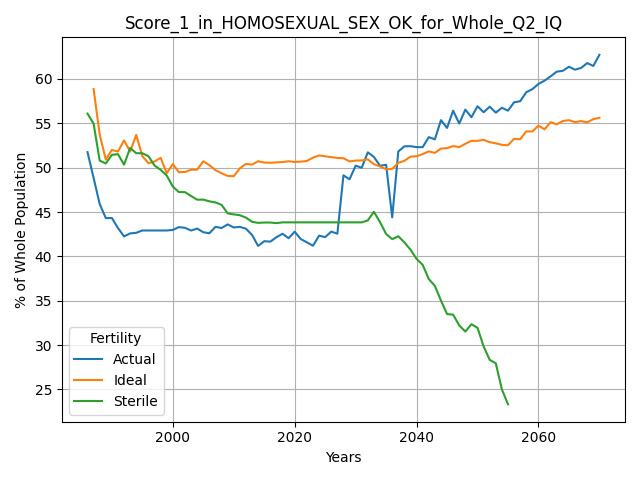 Score_1_in_HOMOSEXUAL_SEX_OK_for_Whole_Q2_IQ
% of Whole Population
60
55
50
45
40
35
30
25
Fertility
Actual
Ideal
Sterile
2000
2020
2040
2060
Years